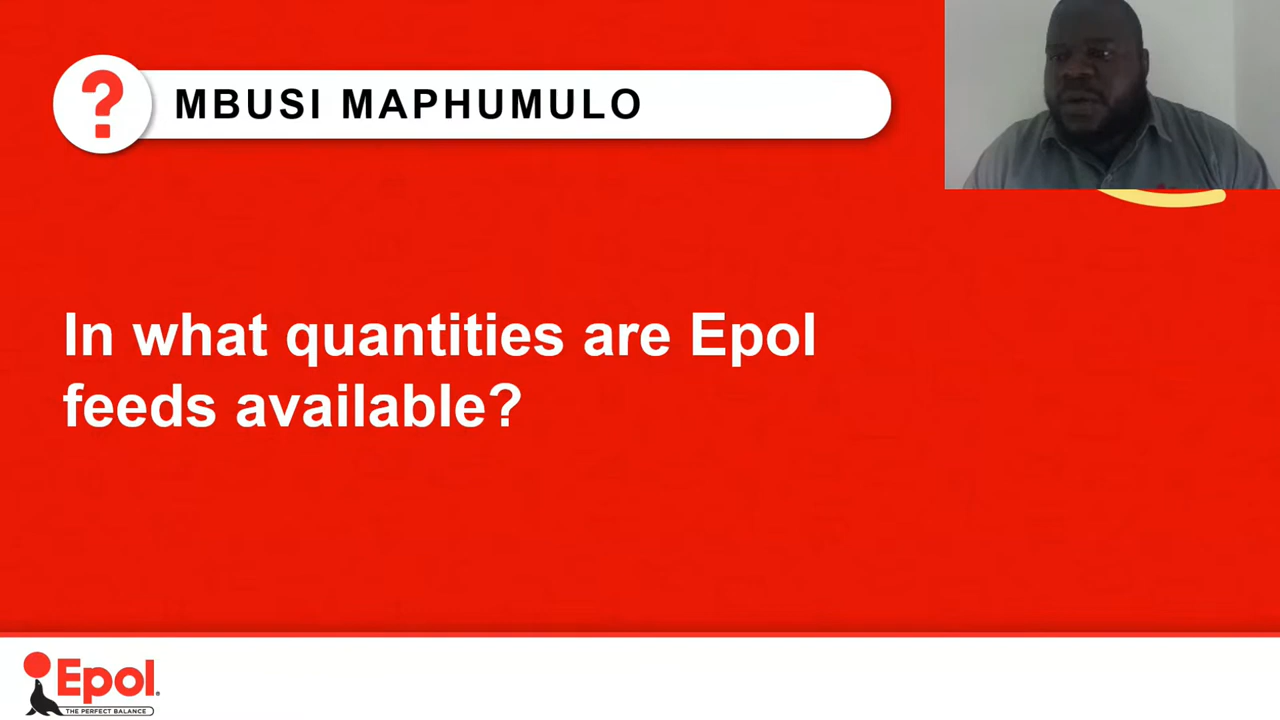 ?
MBUSI MAPHUMULO
In what quantities are Epol
feeds available?
Epol®
THE PERFECT BALANCE